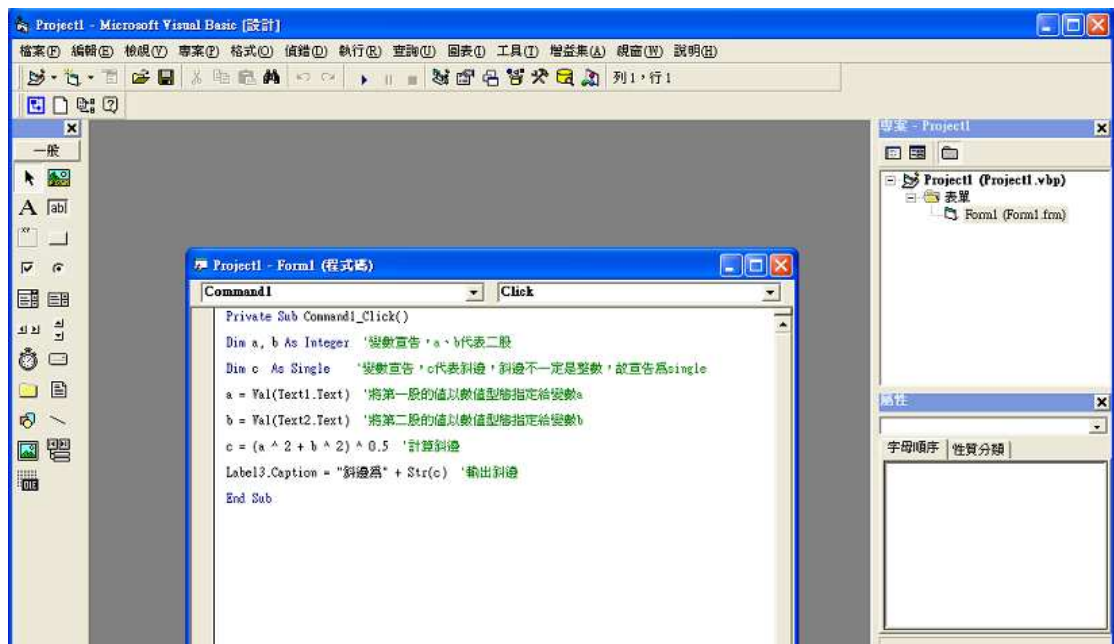 Project1 - Microsoft Visual Basic [設計]
檔案(F) 編輯(E) 檢視(V) 專案(P) 格式(O) 偵錯(D) 執行(R) 查詢(U) 圖表(I) 工具(T) 增益集(A) 視窗(W) 說明(H)
列1,行1
一般
專案 - Project1
Project1 (Project1.vbp)
表單
Form1 (Form1.frm)
Project1 - Form1 (程式碼)
Command1
Click
Private Sub Command1_Click()
Dim a, b As Integer '變數宣告,a、b代表二股
Dim c As Single '變數宣告,c代表斜邊,斜邊不一定是整數,故宣告為single
a = Val(Text1.Text) '將第一股的值以數值型態指定給變數a
b = Val(Text2.Text) '將第二股的值以數值型態指定給變數b
c = (a ^ 2 + b ^ 2) ^ 0.5 '計算斜邊
Label3.Caption = "斜邊為" + Str(c) '輸出斜邊
End Sub
屬性
字母順序
性質分類
A
abl
xy
OLE